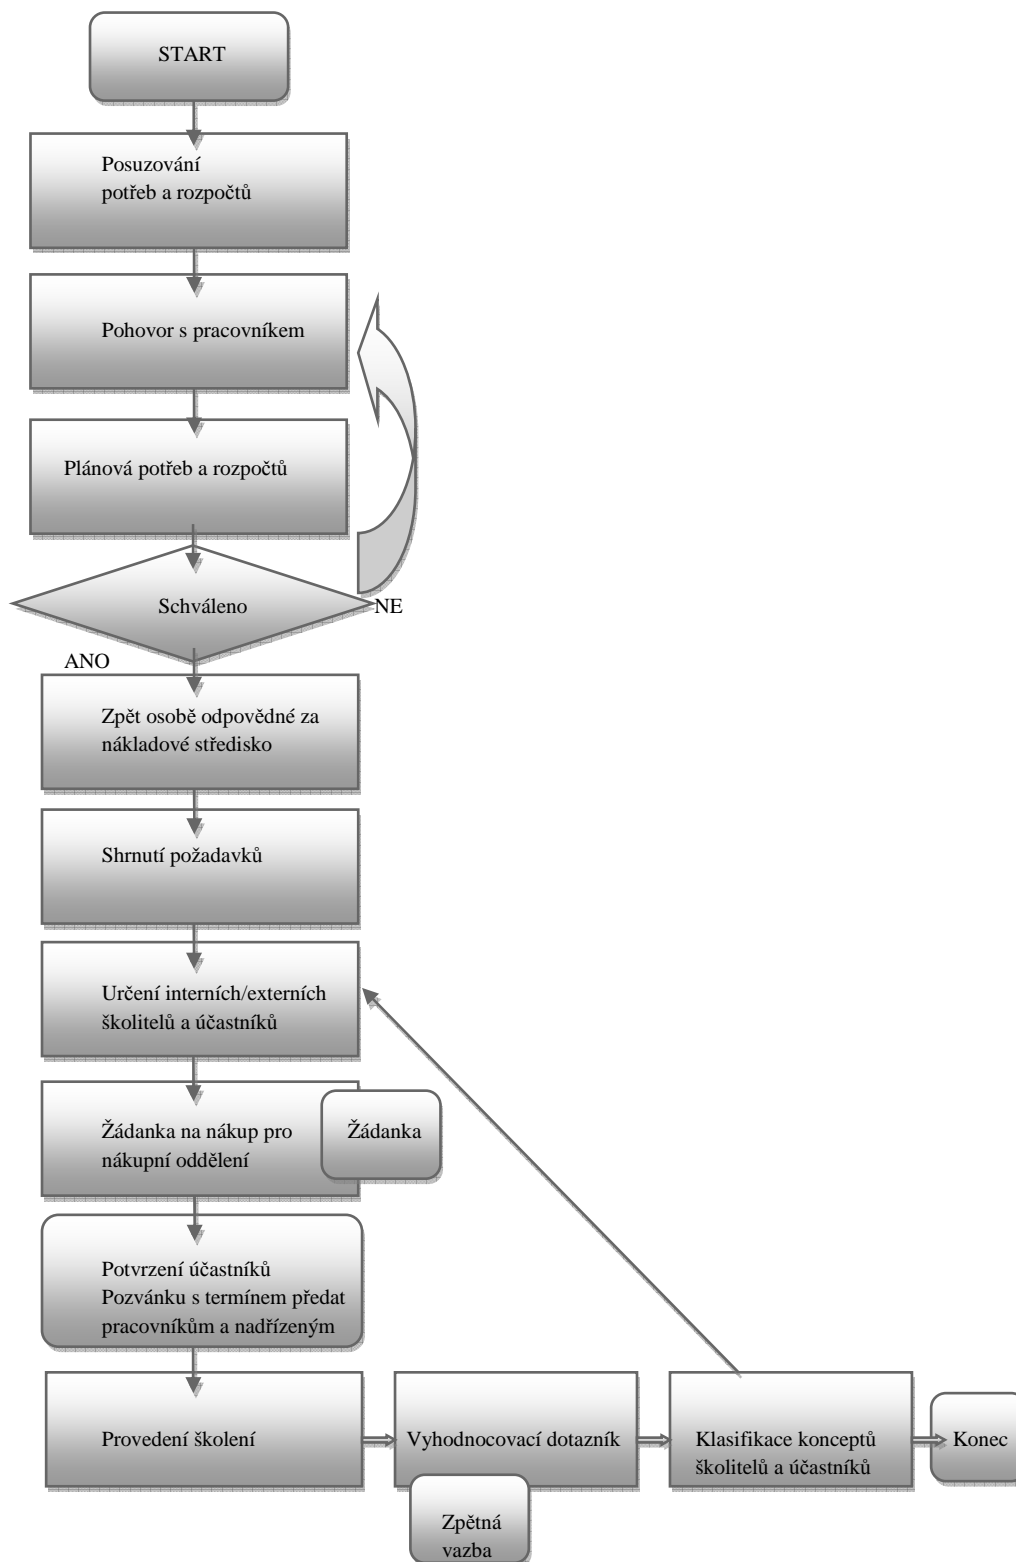 START
Posuzování
potřeb a rozpočtů
Pohovor s pracovníkem
Plánová potřeb a rozpočtů
Schváleno
NE
ANO
Zpět osobě odpovědné za
nákladové středisko
Shrnutí požadavků
Určení interních/externích
školitelů a účastníků
Žádanka na nákup pro
nákupní oddělení
Žádanka
Potvrzení účastníků
Pozvánku s termínem předat
pracovníkům a nadřízeným
Provedení školení
Vyhodnocovací dotazník
Zpětná
vazba
Klasifikace konceptů
školitelů a účastníků
Konec